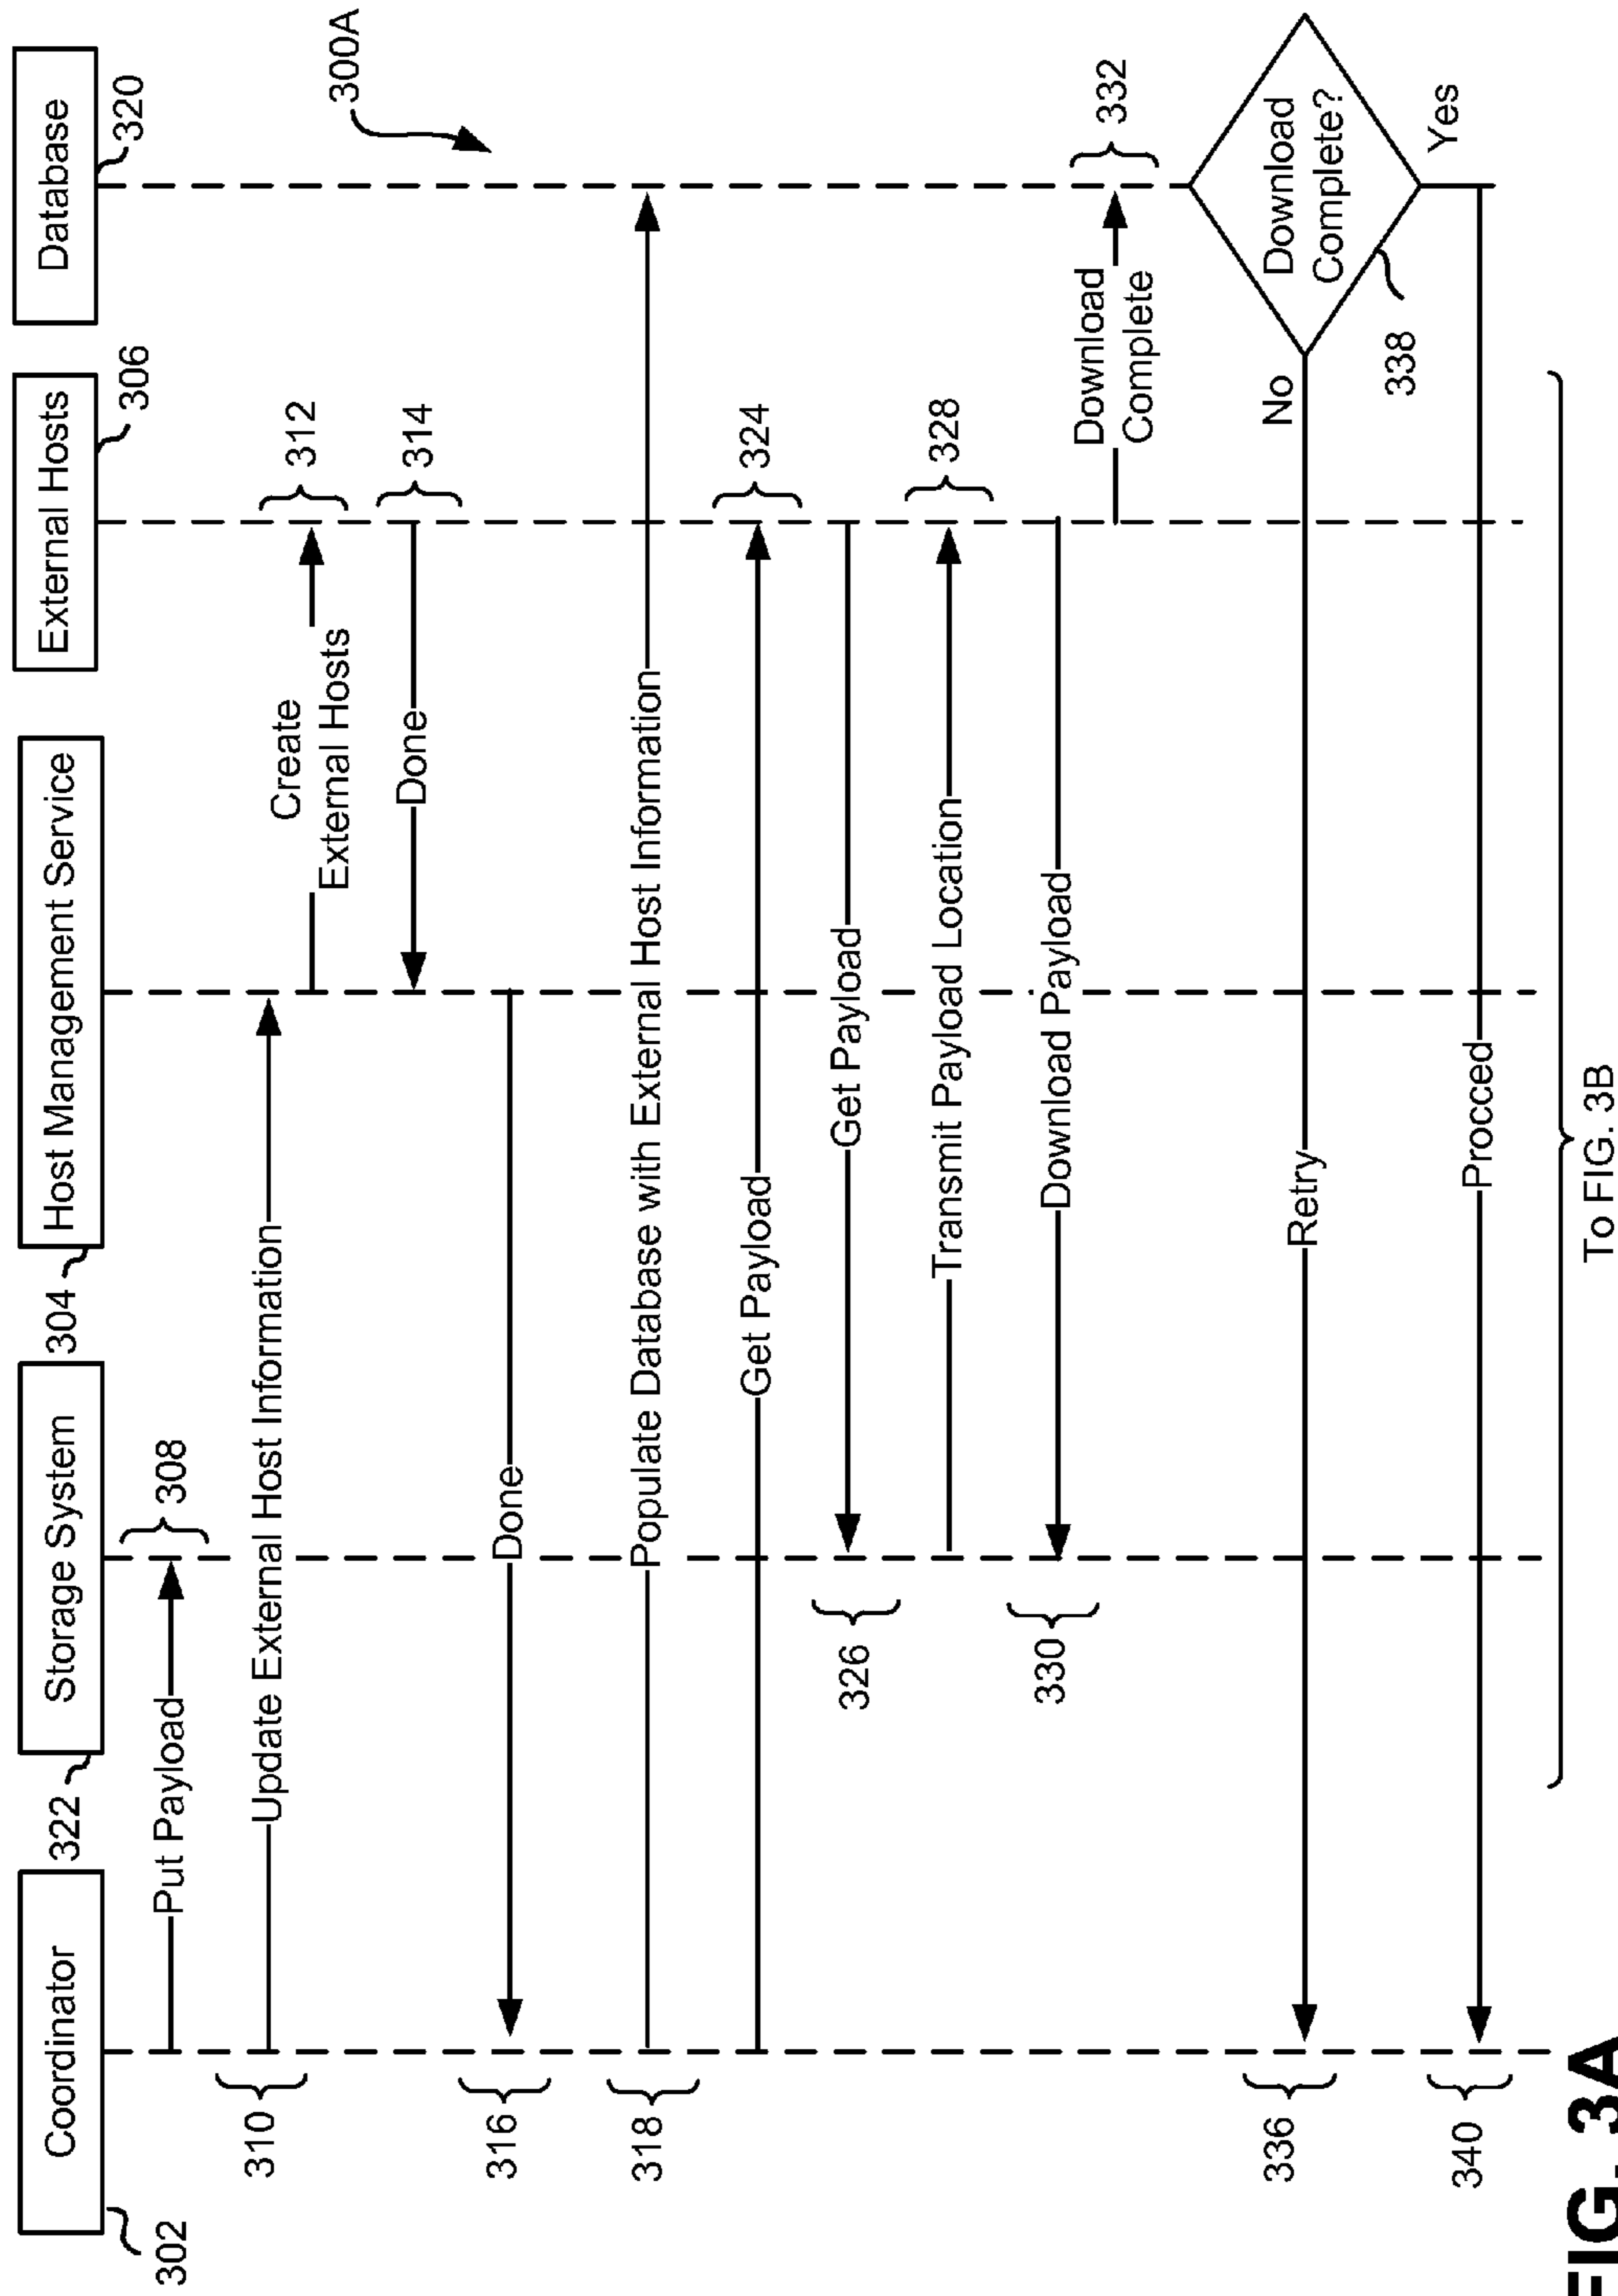 Coordinator
Storage System
Host Management Service
External Hosts
Database
302
322
304
306
320
300A
Put Payload
308
310
Update External Host Information
Create
External Hosts
312
Done
314
316
Done
318
Populate Database with External Host Information
Get Payload
324
326
Get Payload
Transmit Payload Location
328
330
Download Payload
Download
Complete
332
Download
Complete?
338
No
Yes
336
Retry
340
Procced
To FIG. 3B
FIG. 3A